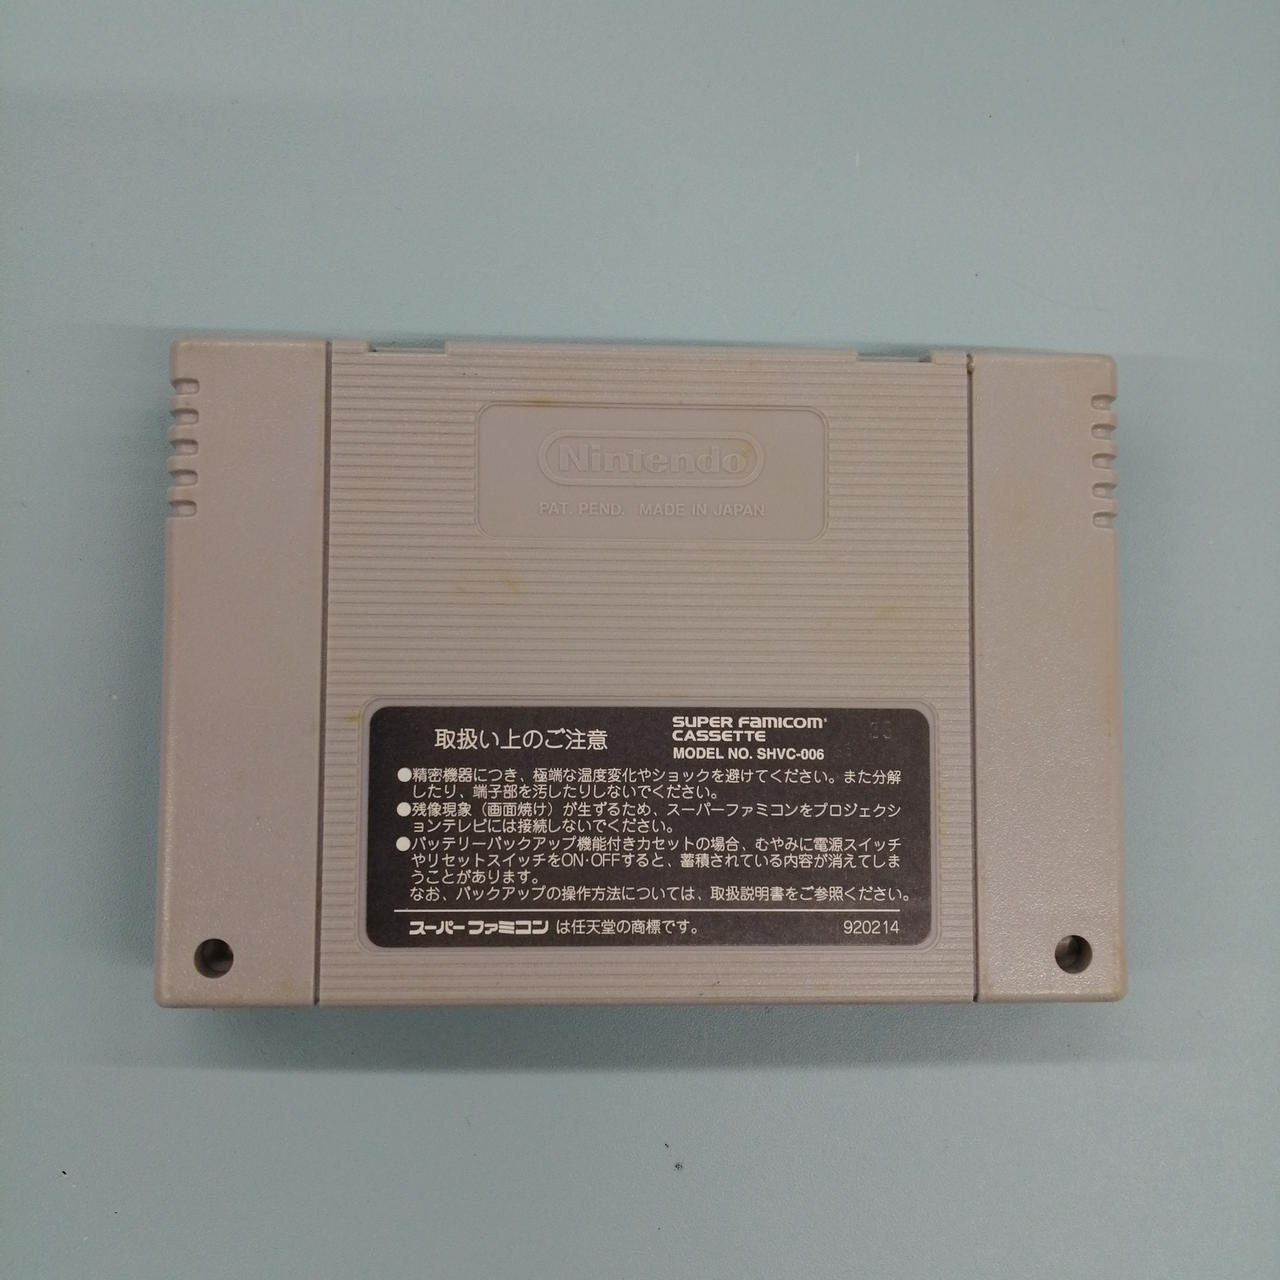 Nintendo
PAT. PEND. MADE IN JAPAN
取扱い上のご注意
SUPER FAMICOM
CASSETTE
MODEL NO. SHVC-006
●精密機器につき、極端な温度変化やショックを避けてください。また分解
したり、端子部を汚したりしないでください。
●残像現象(画面焼け)が生ずるため、スーパーファミコンをプロジェクシ
ョンテレビには接続しないでください。
●バッテリーバックアップ機能付きカセットの場合、むやみに電源スイッチ
やリセットスイッチをON·OFFすると、蓄積されている内容が消えてしま
うことがあります。
なお、バックアップの操作方法については、取扱説明書をご参照ください。
スーパーファミコン は任天堂の商標です。
920214